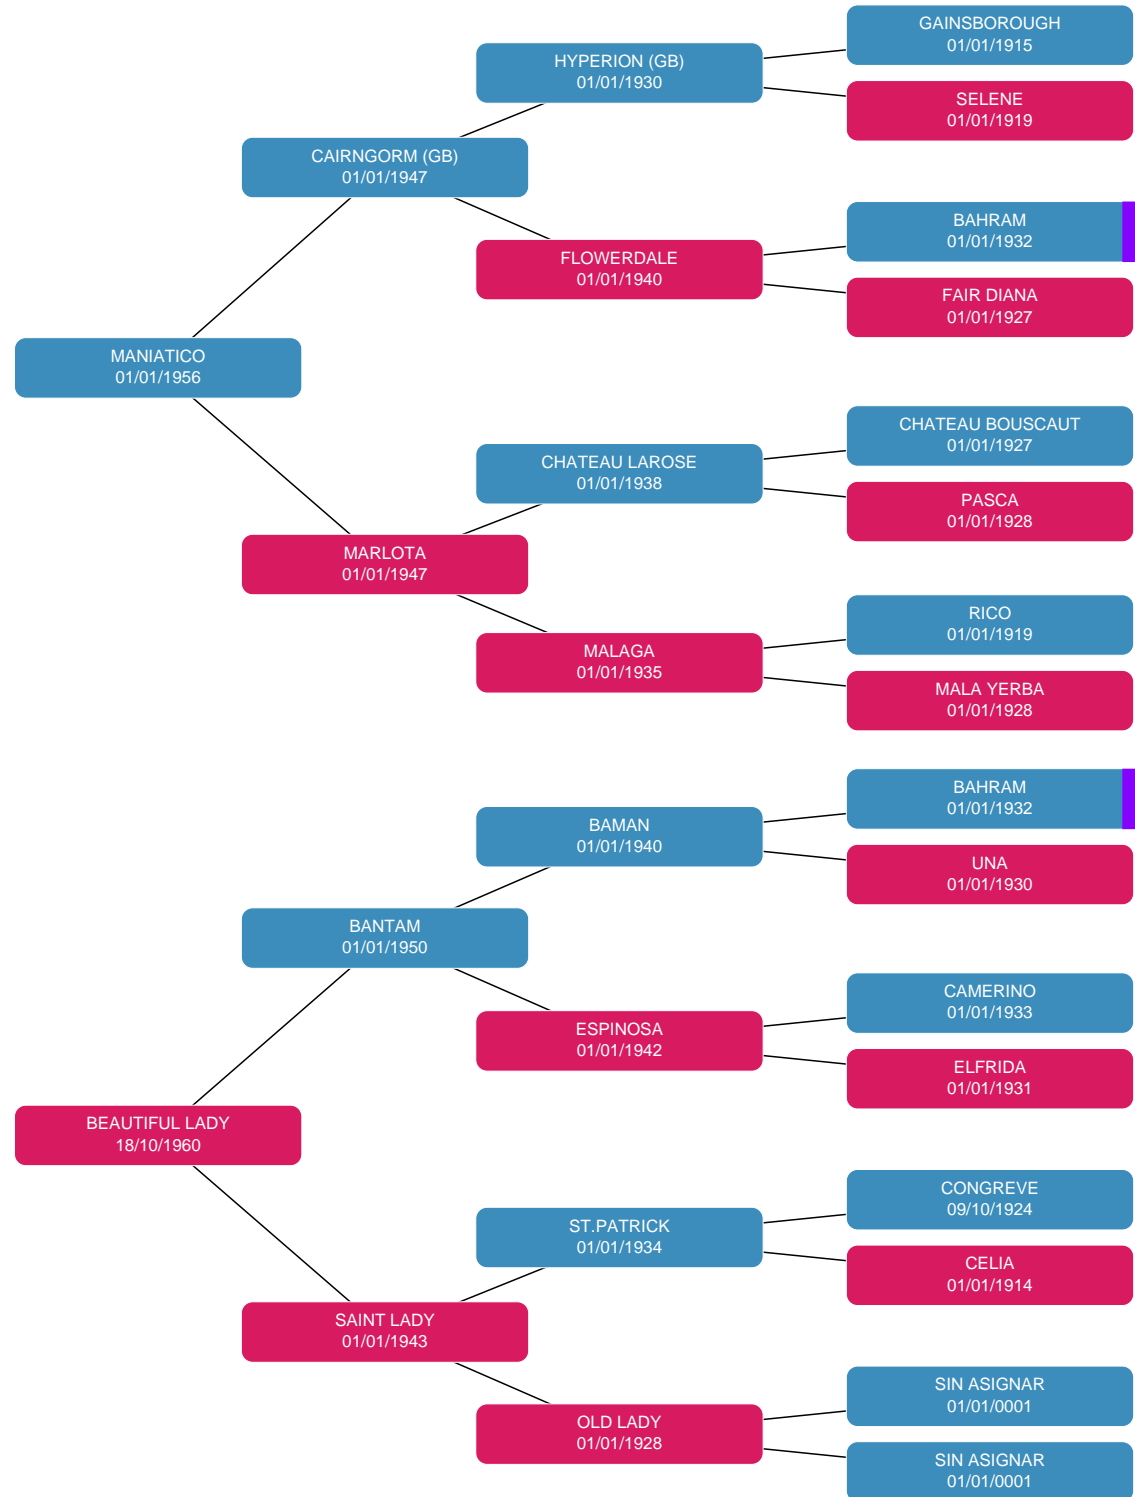 GAINSBOROUGH
01/01/1915
HYPERION (GB)
01/01/1930
SELENE
01/01/1919
CAIRNGORM (GB)
01/01/1947
BAHRAM
01/01/1932
FLOWERDALE
01/01/1940
FAIR DIANA
01/01/1927
MANIATICO
01/01/1956
CHATEAU BOUSCAUT
01/01/1927
CHATEAU LAROSE
01/01/1938
PASCA
01/01/1928
MARLOTA
01/01/1947
RICO
01/01/1919
MALAGA
01/01/1935
MALA YERBA
01/01/1928
BAHRAM
01/01/1932
BAMAN
01/01/1940
UNA
01/01/1930
BANTAM
01/01/1950
CAMERINO
01/01/1933
ESPINOSA
01/01/1942
ELFRIDA
01/01/1931
BEAUTIFUL LADY
18/10/1960
CONGREVE
09/10/1924
ST.PATRICK
01/01/1934
CELIA
01/01/1914
SAINT LADY
01/01/1943
SIN ASIGNAR
01/01/0001
OLD LADY
01/01/1928
SIN ASIGNAR
01/01/0001